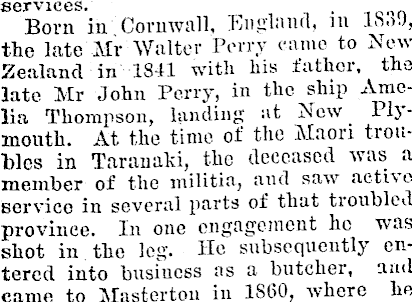 services.
Born in Cornwall, England, in 1839,
the late Mr Walter Perry came to New
Zealand in 1841 with his father, the
late Mr John Perry, in the ship Ame-
lia Thompson, landing at New Ply-
mouth. At the time of the Maori trou-
bles in Taranaki, the deceased was a
member of the militia, and saw active
service in several parts of that troubled
province. In one engagement he was
shot in the leg. He subsequently en-
tered into business as a butcher, and
came to Masterton in 1860, where he